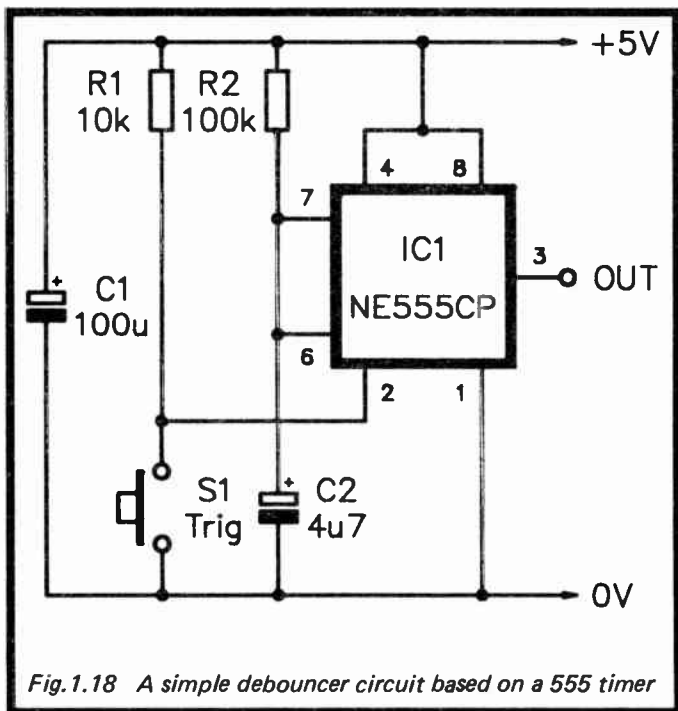 +5V
R1 R2
10k 100k
4 8
7
IC1
3
OUT
C1
100u
NE555CP
6
2 1
S1
Trig
C2
4u7
0V
Fig.1.18 A simple debouncer circuit based on a 555 timer